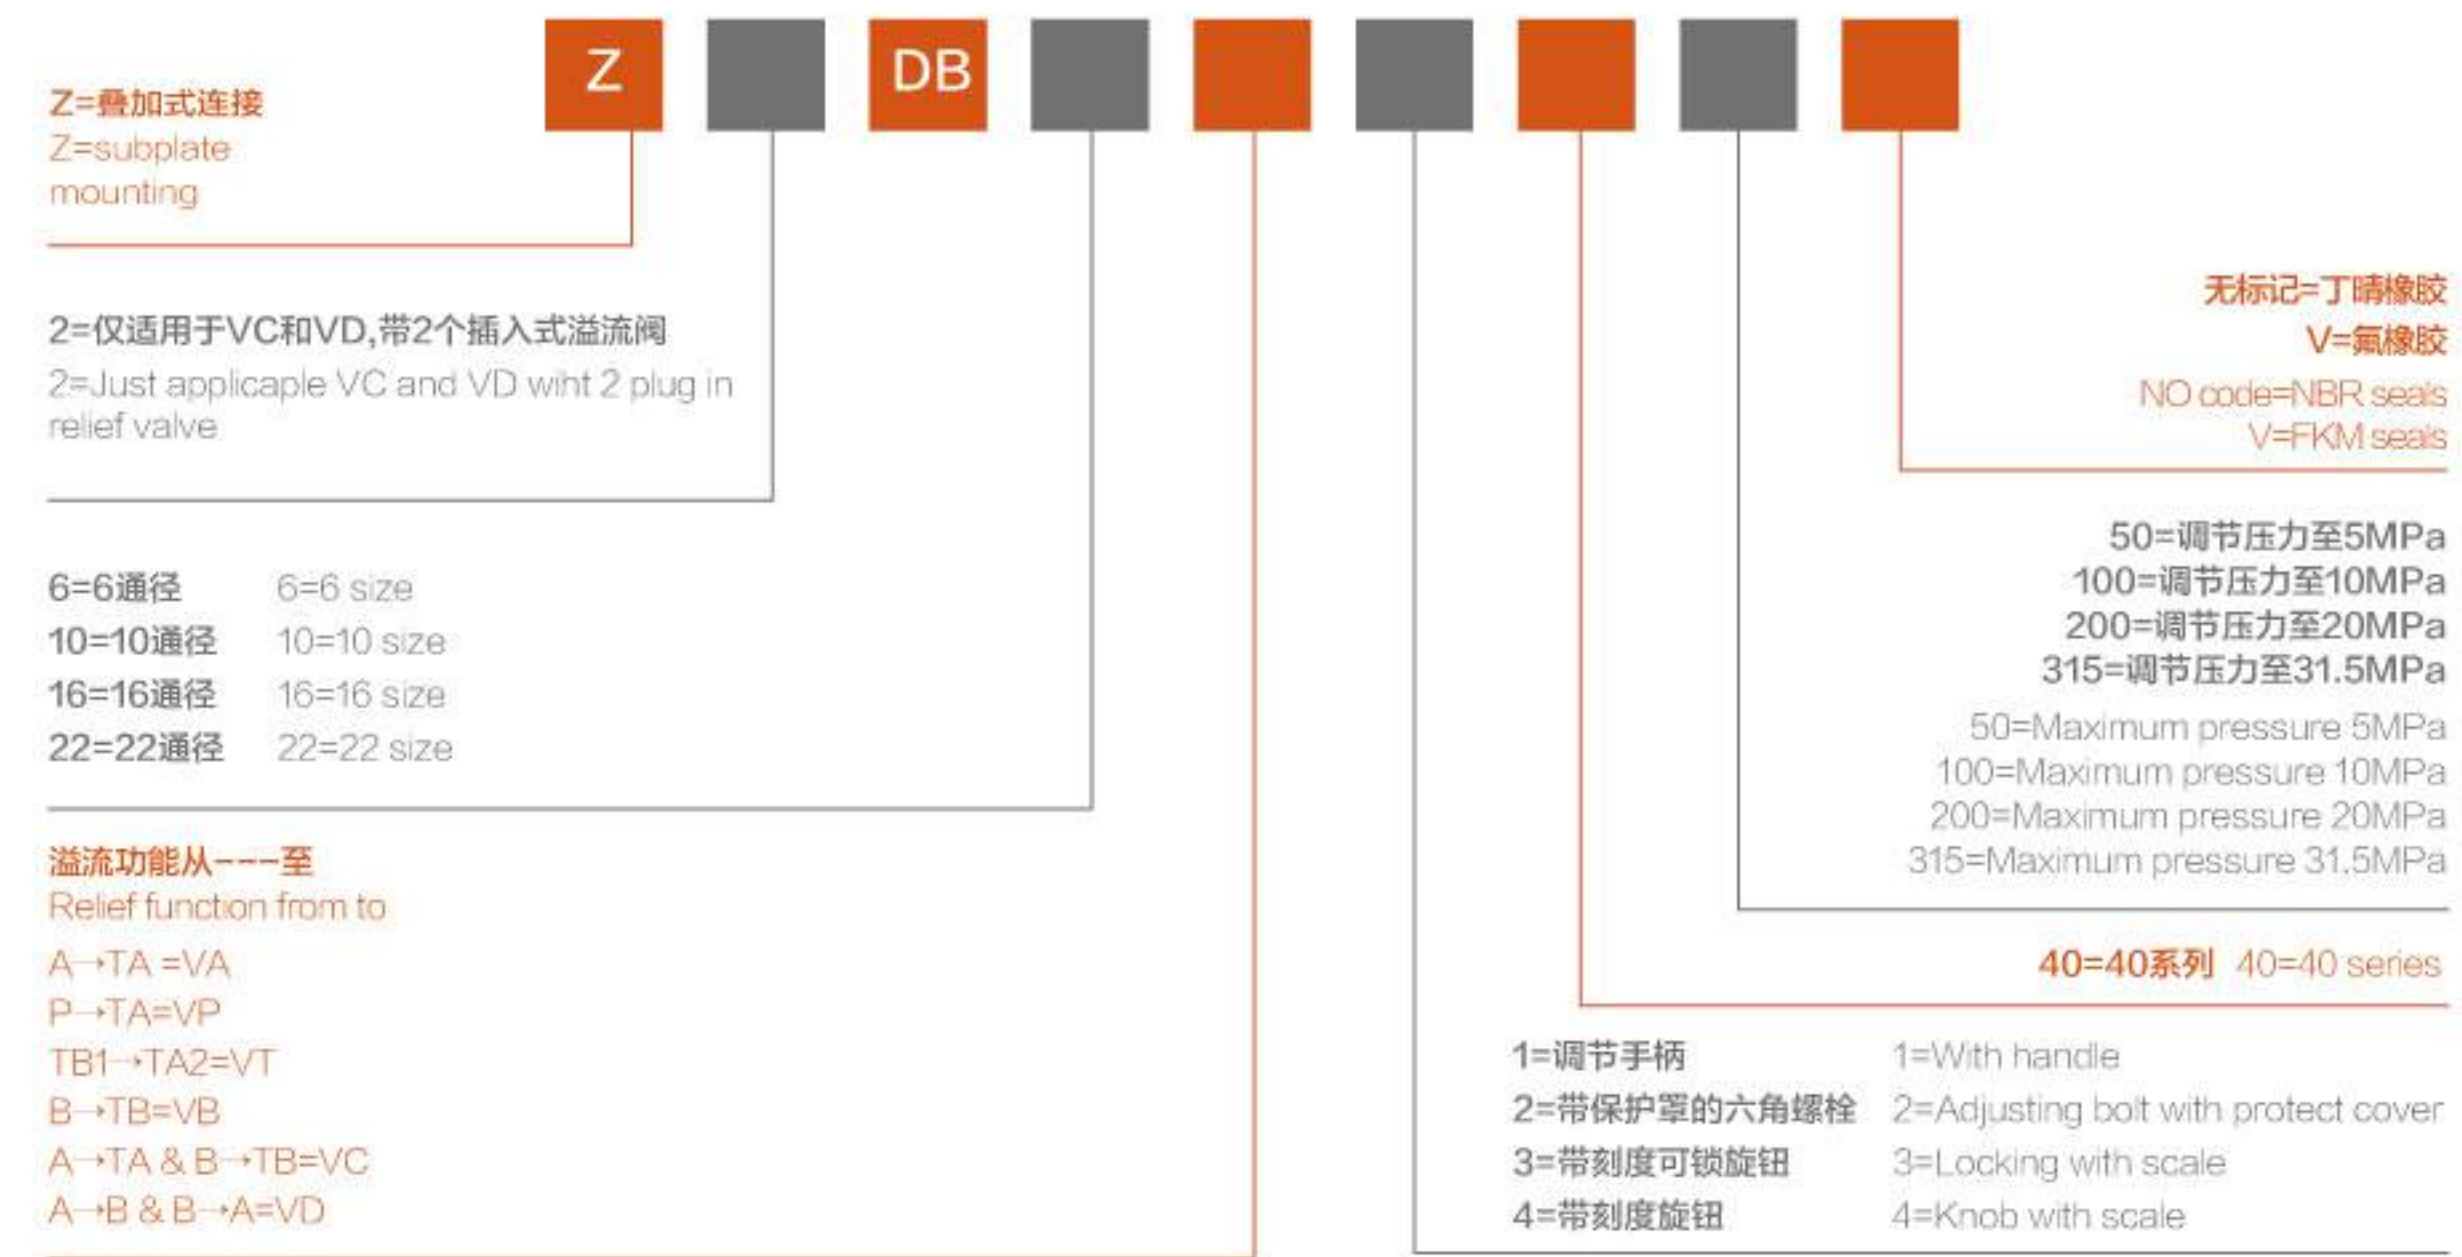 Z DB
Z=叠加式连接
Z=subplate
mounting
2=仅适用于VC和VD,带2个插入式溢流阀
2=Just applicaple VC and VD wiht 2 plug in
relief valve
6=6通径 6=6 size
10=10通径 10=10 size
16=16通径 16=16 size
22=22通径 22=22 size
溢流功能从---至
Relief function from to
A→TA =VA
P→TA=VP
TB1→TA2=VT
B→TB=VB
A→TA & B→TB=VC
A→B & B→A=VD
无标记=丁晴橡胶
V=氟橡胶
NO code=NBR seals
V=FKM seals
50=调节压力至5MPa
100=调节压力至10MPa
200=调节压力至20MPa
315=调节压力至31.5MPa
50=Maximum pressure 5MPa
100=Maximum pressure 10MPa
200=Maximum pressure 20MPa
315=Maximum pressure 31.5MPa
40=40系列 40=40 series
1=调节手柄 1=With handle
2=带保护罩的六角螺栓 2=Adjusting bolt with protect cover
3=带刻度可锁旋钮 3=Locking with scale
4=带刻度旋钮 4=Knob with scale